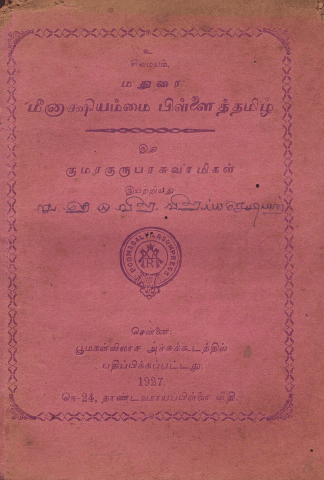 உ
சிவமயம்.
மதுரை
மீனாக்ஷியம்மை பிள்ளைத்தமிழ்
இது
குமரகுருபரசுவாமிகள்
இயற்றியது
சென்னை:
பூமகள்விலாச அச்சுக்கூடத்தில்
பதிப்பிக்கப்பட்டது.
1927.
நெ-24, தாண்டவராயபிள்ளை வீதி.